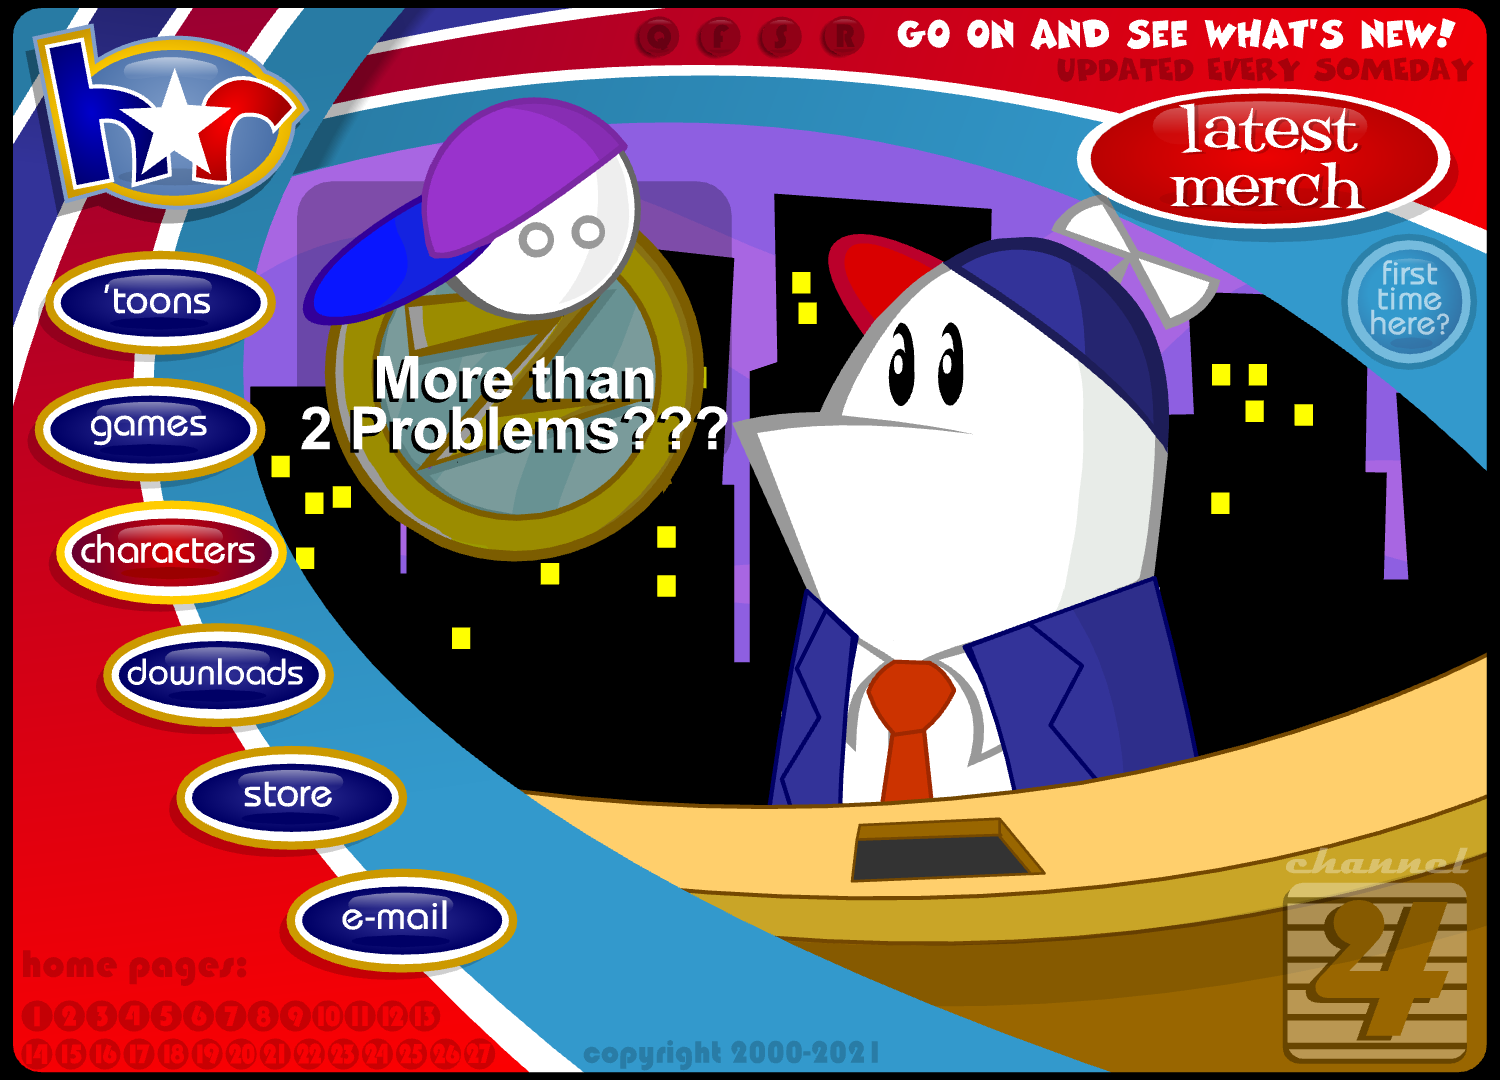 hr
Q F S R
GO ON AND SEE WHAT'S NEW!
UPDATED EVERY SOMEDAY
latest
merch
first
time
here?
'toons
games
characters
downloads
store
e-mail
More than
2 Problems???
channel
4
home pages:
1 2 3 4 5 6 7 8 9 10 11 12 13
14 15 16 17 18 19 20 21 22 23 24 25 26 27
copyright 2000-2021